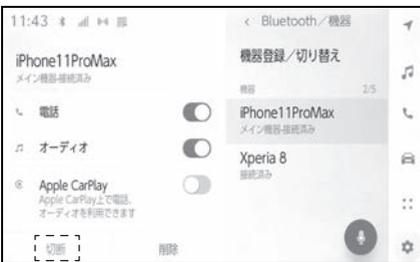 11:43
iPhone11ProMax
メイン機器-接続済み
電話
オーディオ
Apple CarPlay
Apple CarPlay上で電話、
オーディオを利用できます
切断
削除
< Bluetooth／機器
機器登録／切り替え
機器 2/5
iPhone11ProMax
メイン機器-接続済み
Xperia 8
接続済み